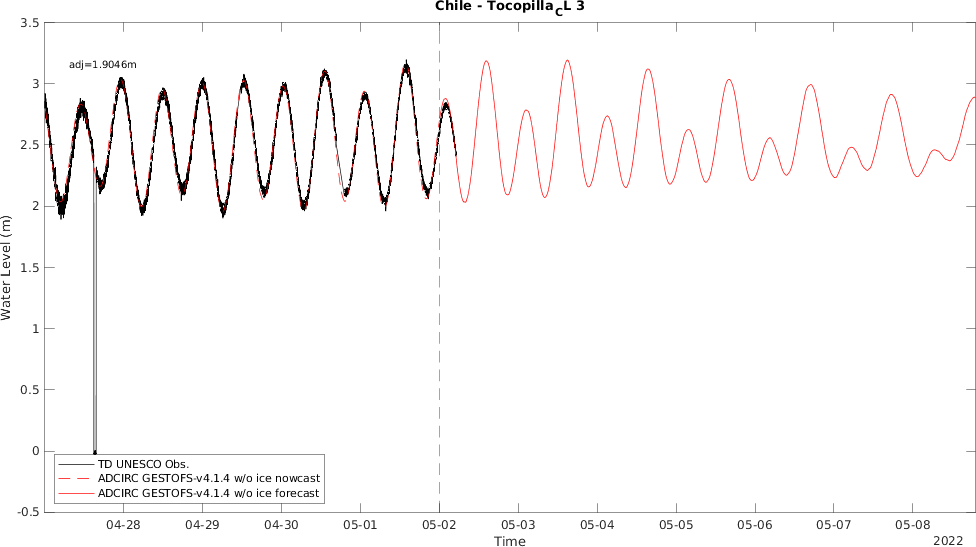 Chile - Tocopilla_CL 3
adj=1.9046m
3.5
3
2.5
2
1.5
1
0.5
0
-0.5
Water Level (m)
TD UNESCO Obs.
ADCIRC GESTOFS-v4.1.4 w/o ice nowcast
ADCIRC GESTOFS-v4.1.4 w/o ice forecast
04-28 04-29 04-30 05-01 05-02 05-03 05-04 05-05 05-06 05-07 05-08
Time
2022